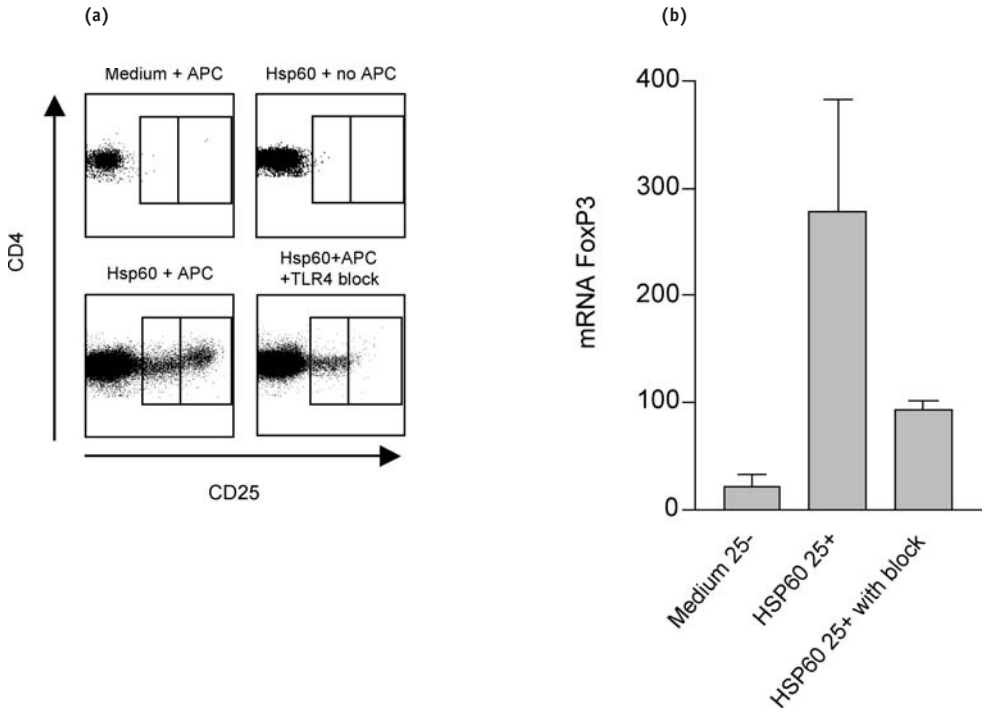 (a)
Medium + APC
Hsp60 + no APC
Hsp60 + APC
Hsp60+APC
+TLR4 block
CD4
CD25
(b)
mRNA FoxP3
400
300
200
100
0
Medium 25-
HSP60 25+
HSP60 25+ with block